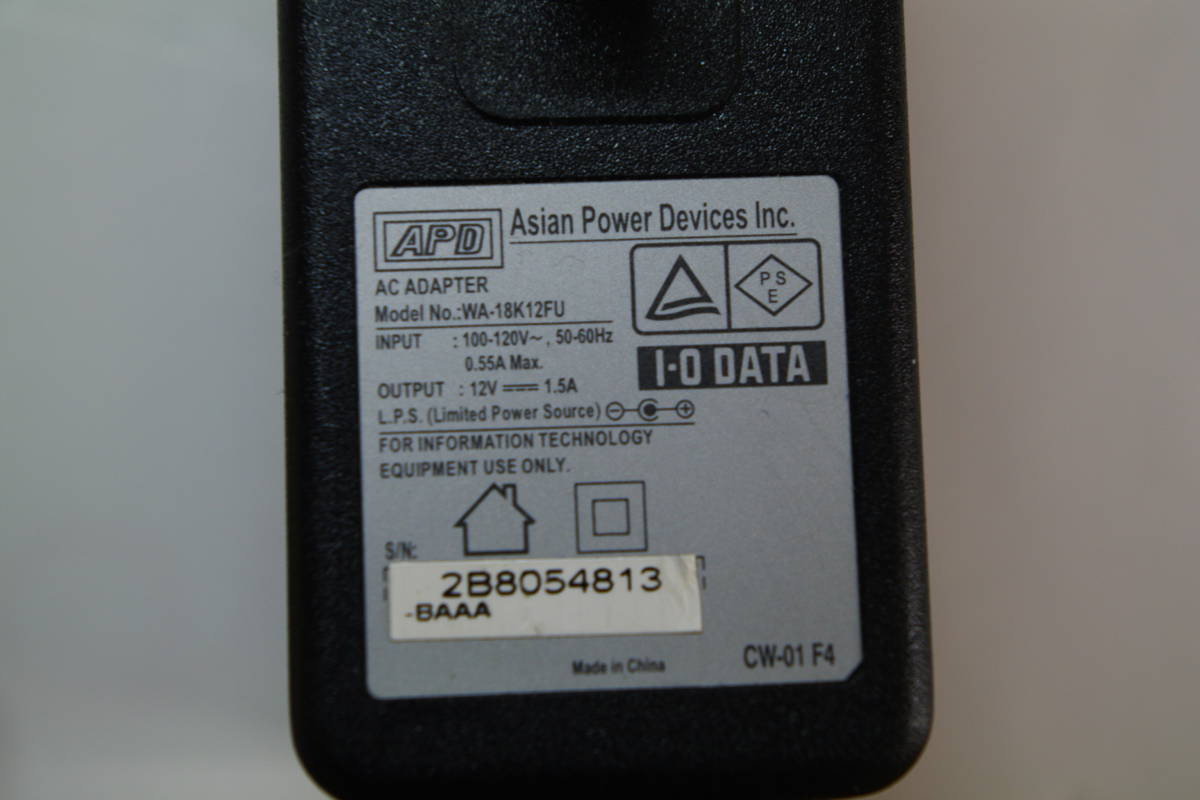 APD
Asian Power Devices Inc.
AC ADAPTER
Model No.:WA-18K12FU
P S
E
INPUT : 100-120V~, 50-60Hz
0.55A Max.
I-O DATA
OUTPUT : 12V ⎓ 1.5A
L.P.S. (Limited Power Source)
FOR INFORMATION TECHNOLOGY
EQUIPMENT USE ONLY.
S/N:
2B8054813
-BAAA
Made in China
CW-01 F4